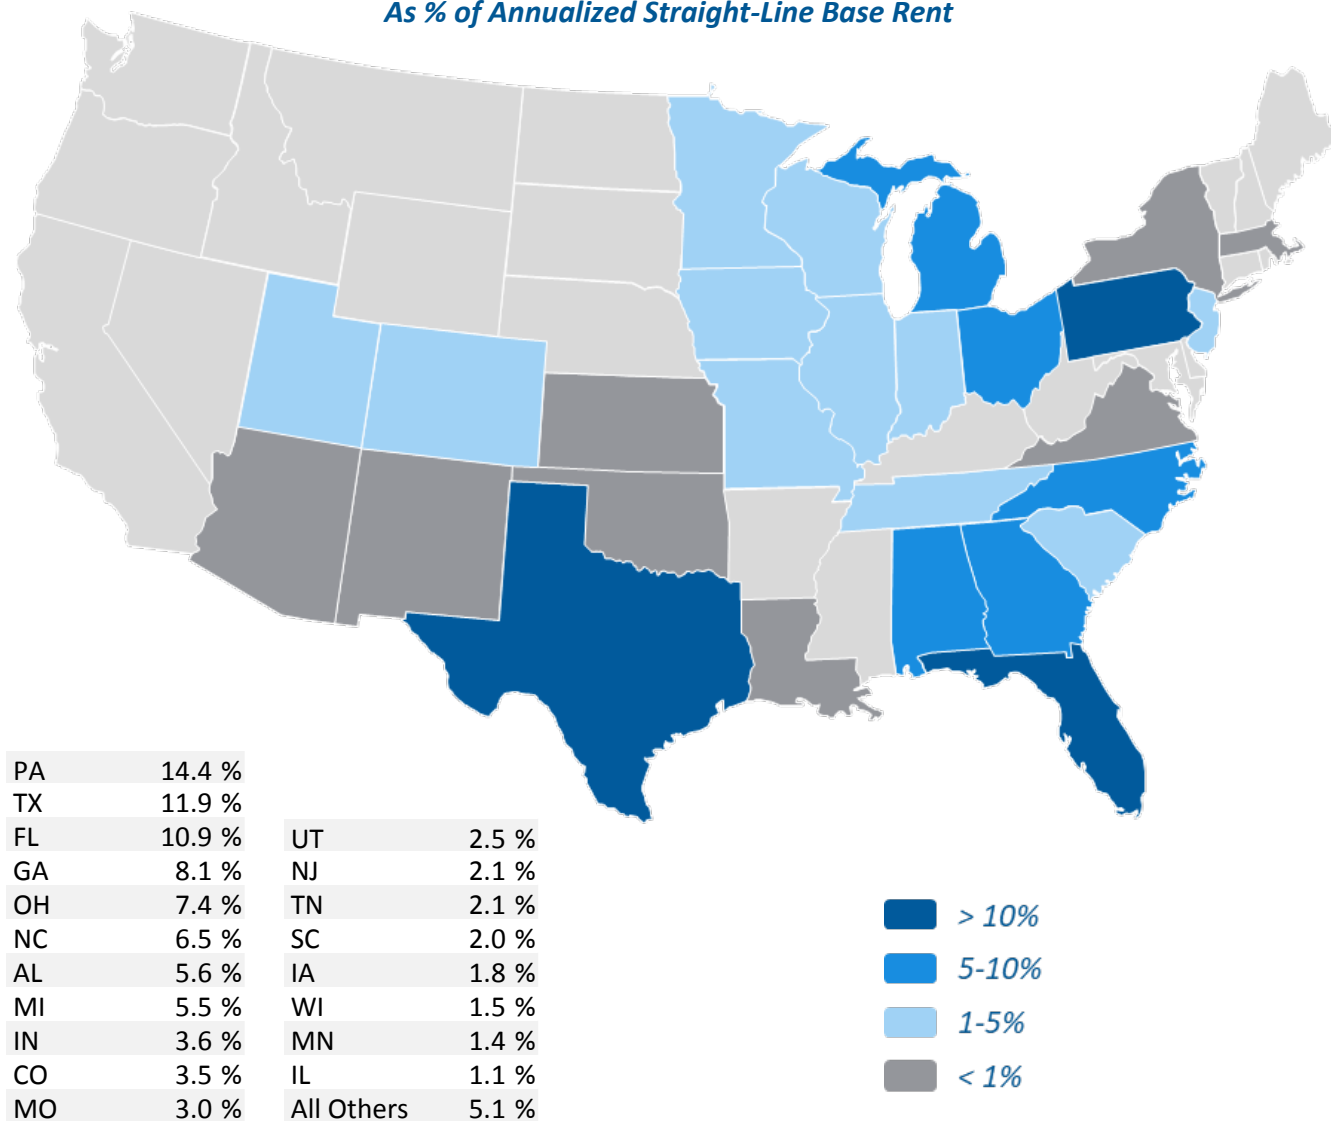 As % of Annualized Straight-Line Base Rent
PA 14.4 %
TX 11.9 %
FL 10.9 %
GA 8.1 %
OH 7.4 %
NC 6.5 %
AL 5.6 %
MI 5.5 %
IN 3.6 %
CO 3.5 %
MO 3.0 %
UT 2.5 %
NJ 2.1 %
TN 2.1 %
SC 2.0 %
IA 1.8 %
WI 1.5 %
MN 1.4 %
IL 1.1 %
All Others 5.1 %
> 10%
5-10%
1-5%
< 1%